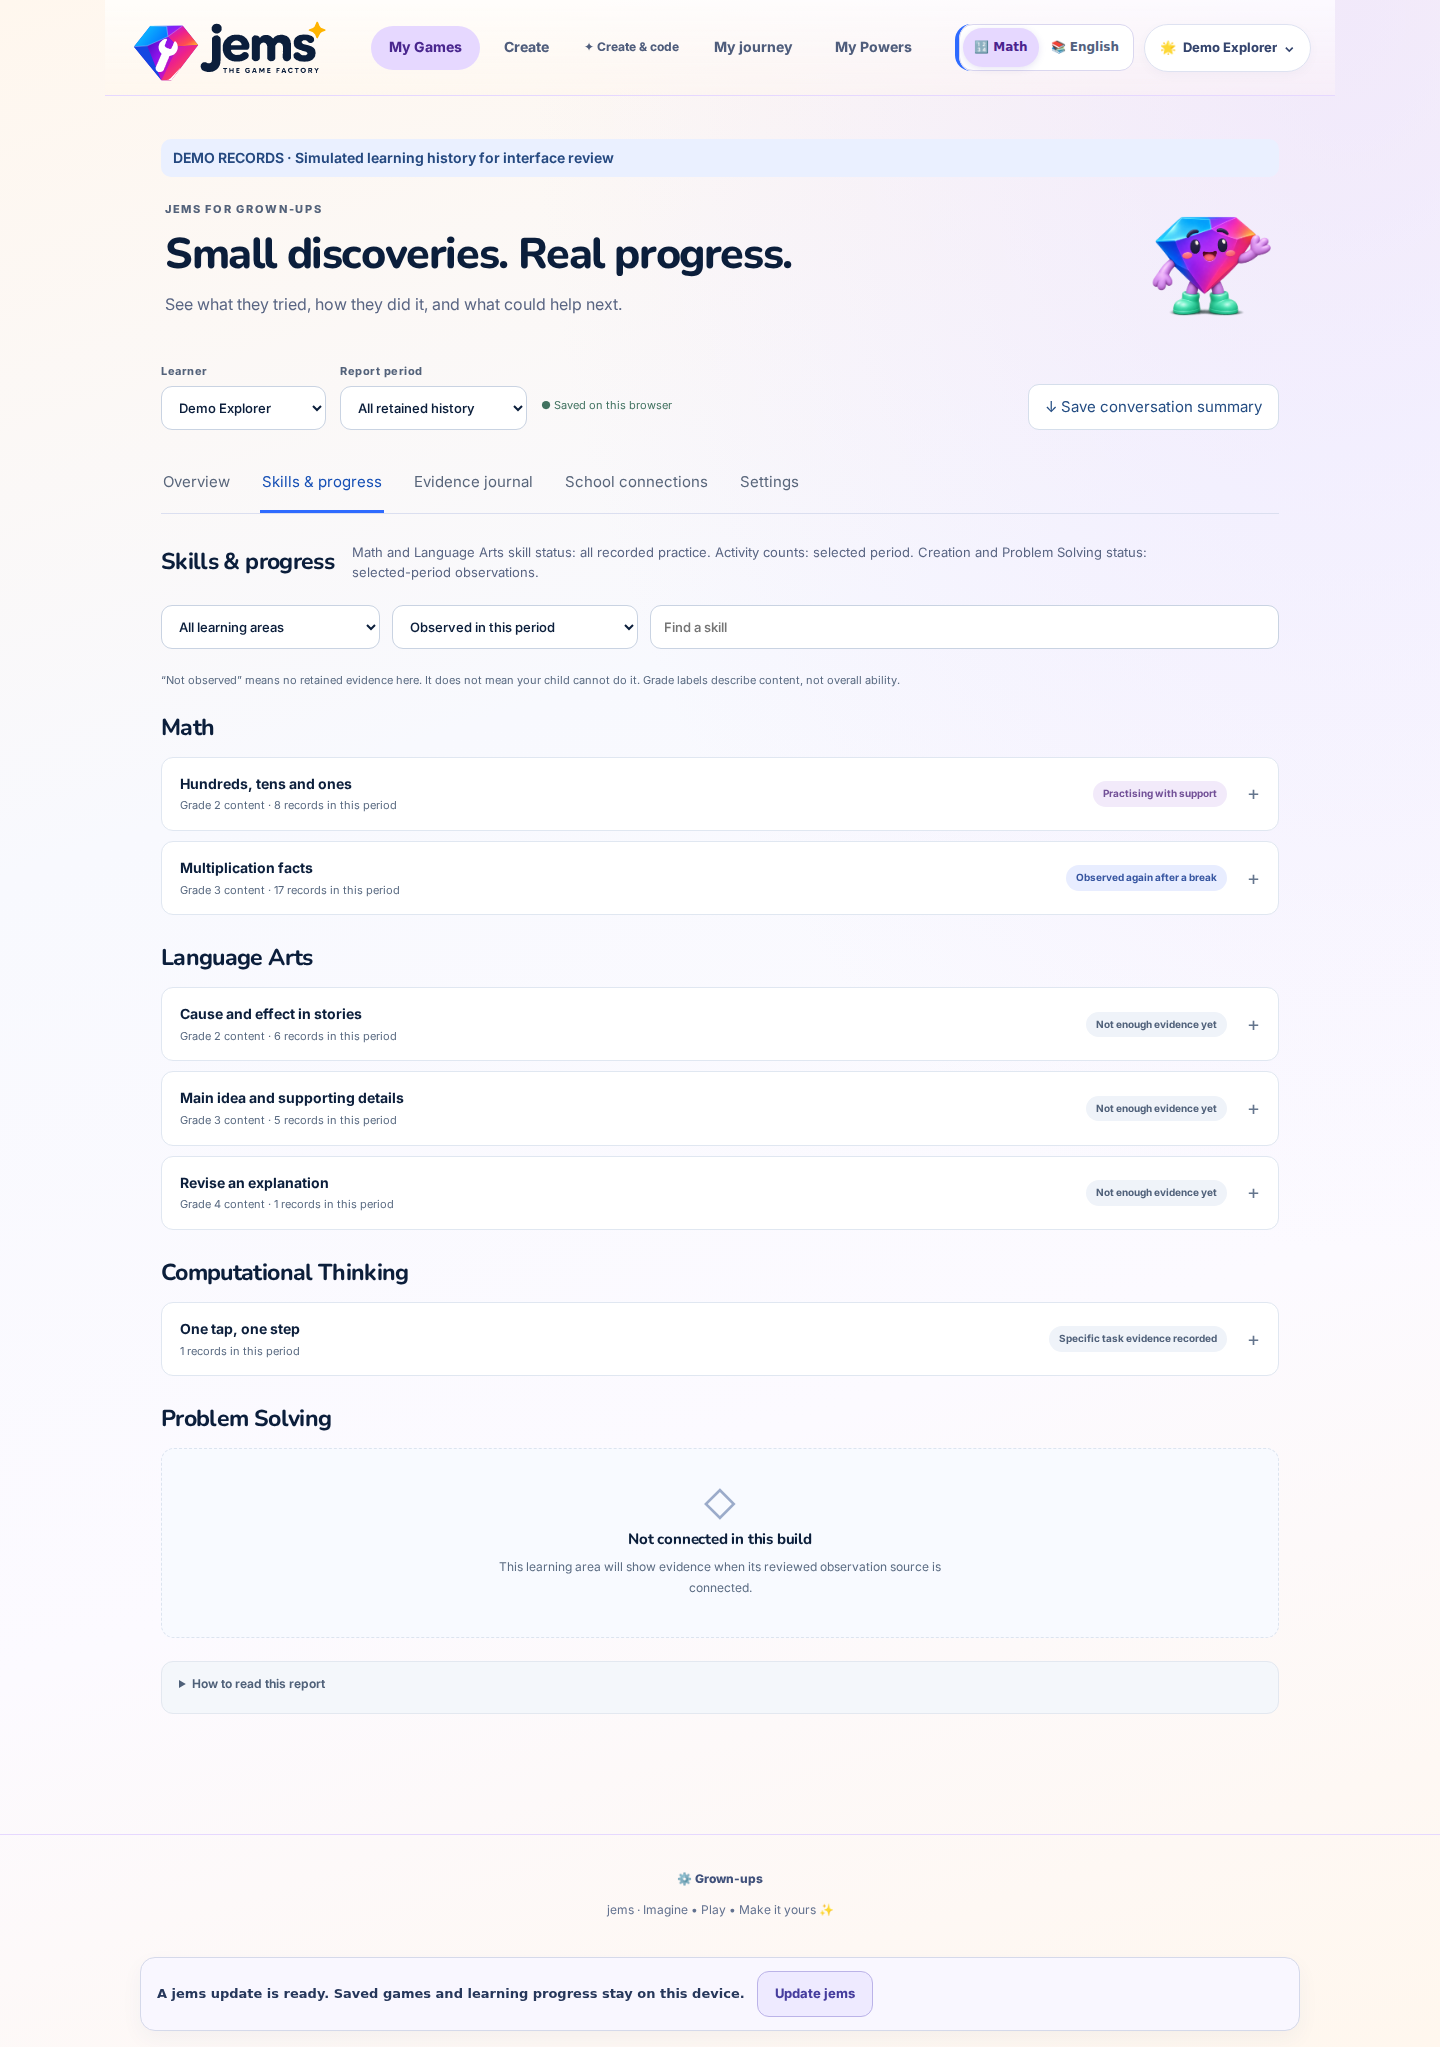 jems
THE GAME FACTORY
My Games
Create
✦ Create & code
My journey
My Powers
🔢 Math
📚 English
🌟 Demo Explorer
DEMO RECORDS · Simulated learning history for interface review
JEMS FOR GROWN-UPS
Small discoveries. Real progress.
See what they tried, how they did it, and what could help next.
Learner
Report period
Demo Explorer
All retained history
Saved on this browser
↓ Save conversation summary
Overview
Skills & progress
Evidence journal
School connections
Settings
Skills & progress
Math and Language Arts skill status: all recorded practice. Activity counts: selected period. Creation and Problem Solving status:
selected-period observations.
All learning areas
Observed in this period
Find a skill
"Not observed" means no retained evidence here. It does not mean your child cannot do it. Grade labels describe content, not overall ability.
Math
Hundreds, tens and ones
Grade 2 content · 8 records in this period
Practising with support
+
Multiplication facts
Grade 3 content · 17 records in this period
Observed again after a break
+
Language Arts
Cause and effect in stories
Grade 2 content · 6 records in this period
Not enough evidence yet
+
Main idea and supporting details
Grade 3 content · 5 records in this period
Not enough evidence yet
+
Revise an explanation
Grade 4 content · 1 records in this period
Not enough evidence yet
+
Computational Thinking
One tap, one step
1 records in this period
Specific task evidence recorded
+
Problem Solving
Not connected in this build
This learning area will show evidence when its reviewed observation source is
connected.
▶ How to read this report
⚙️ Grown-ups
jems · Imagine • Play • Make it yours ✨
A jems update is ready. Saved games and learning progress stay on this device.
Update jems